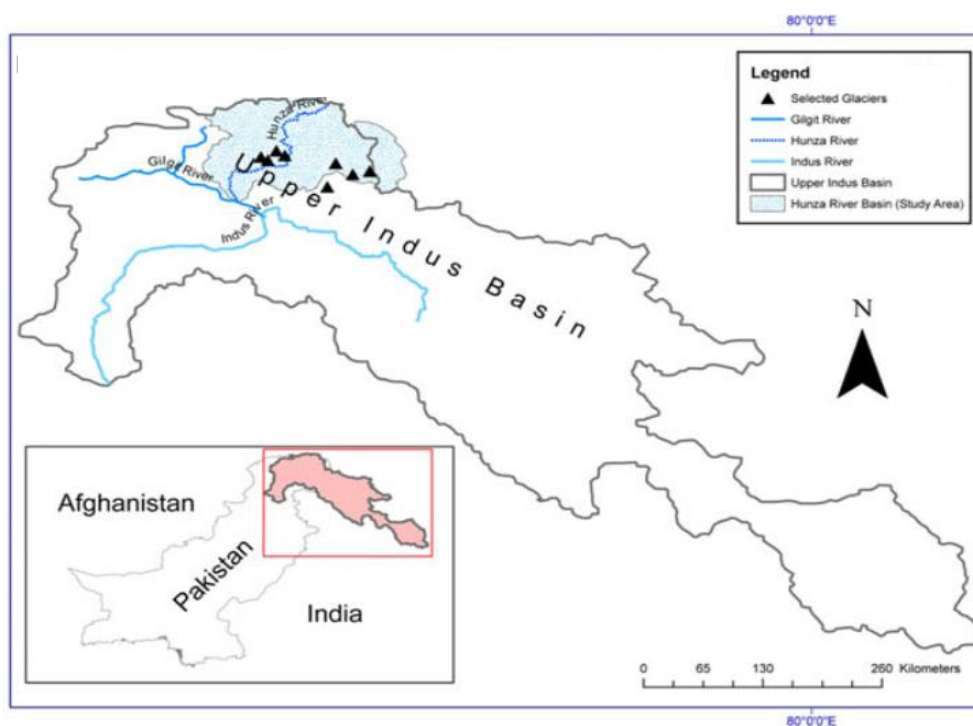 80°0'0"E
Legend
Selected Glaciers
Gilgit River
Hunza River
Indus River
Upper Indus Basin
Hunza River Basin (Study Area)
Hunza River
Gilgit River
Indus River
Upper Indus Basin
N
Afghanistan
Pakistan
India
0 65 130 260 Kilometers
80°0'0"E